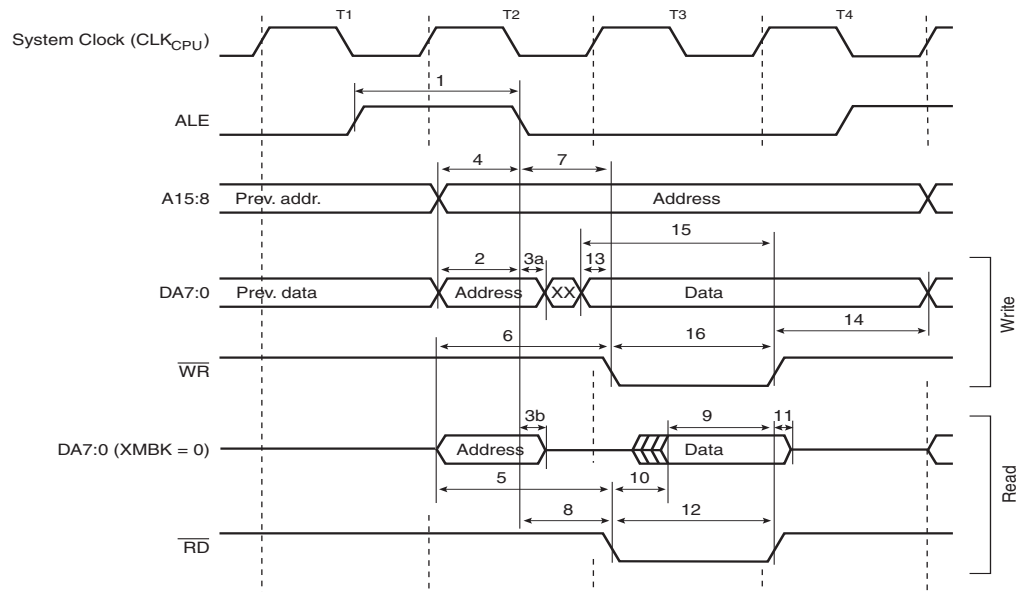 T1 T2 T3 T4
System Clock (CLKCPU)
1
ALE
4 7
A15:8 Prev. addr. Address
15
2 3a 13
DA7:0 Prev. data Address XX Data
14
6 16
WR
Write
3b 9 11
DA7:0 (XMBK = 0) Address Data
5 10
8 12
RD
Read